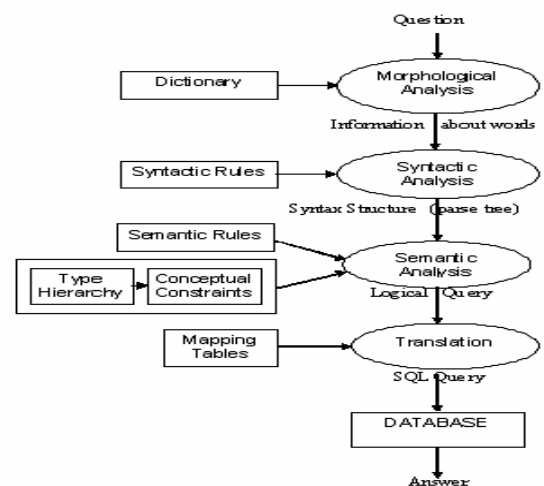 Question
Dictionary
Morphological
Analysis
Information about words
Syntactic Rules
Syntactic
Analysis
Syntax Structure (parse tree)
Semantic Rules
Semantic
Analysis
Type
Hierarchy
Conceptual
Constraints
Logical Query
Mapping
Tables
Translation
SQL Query
DATABASE
Answer